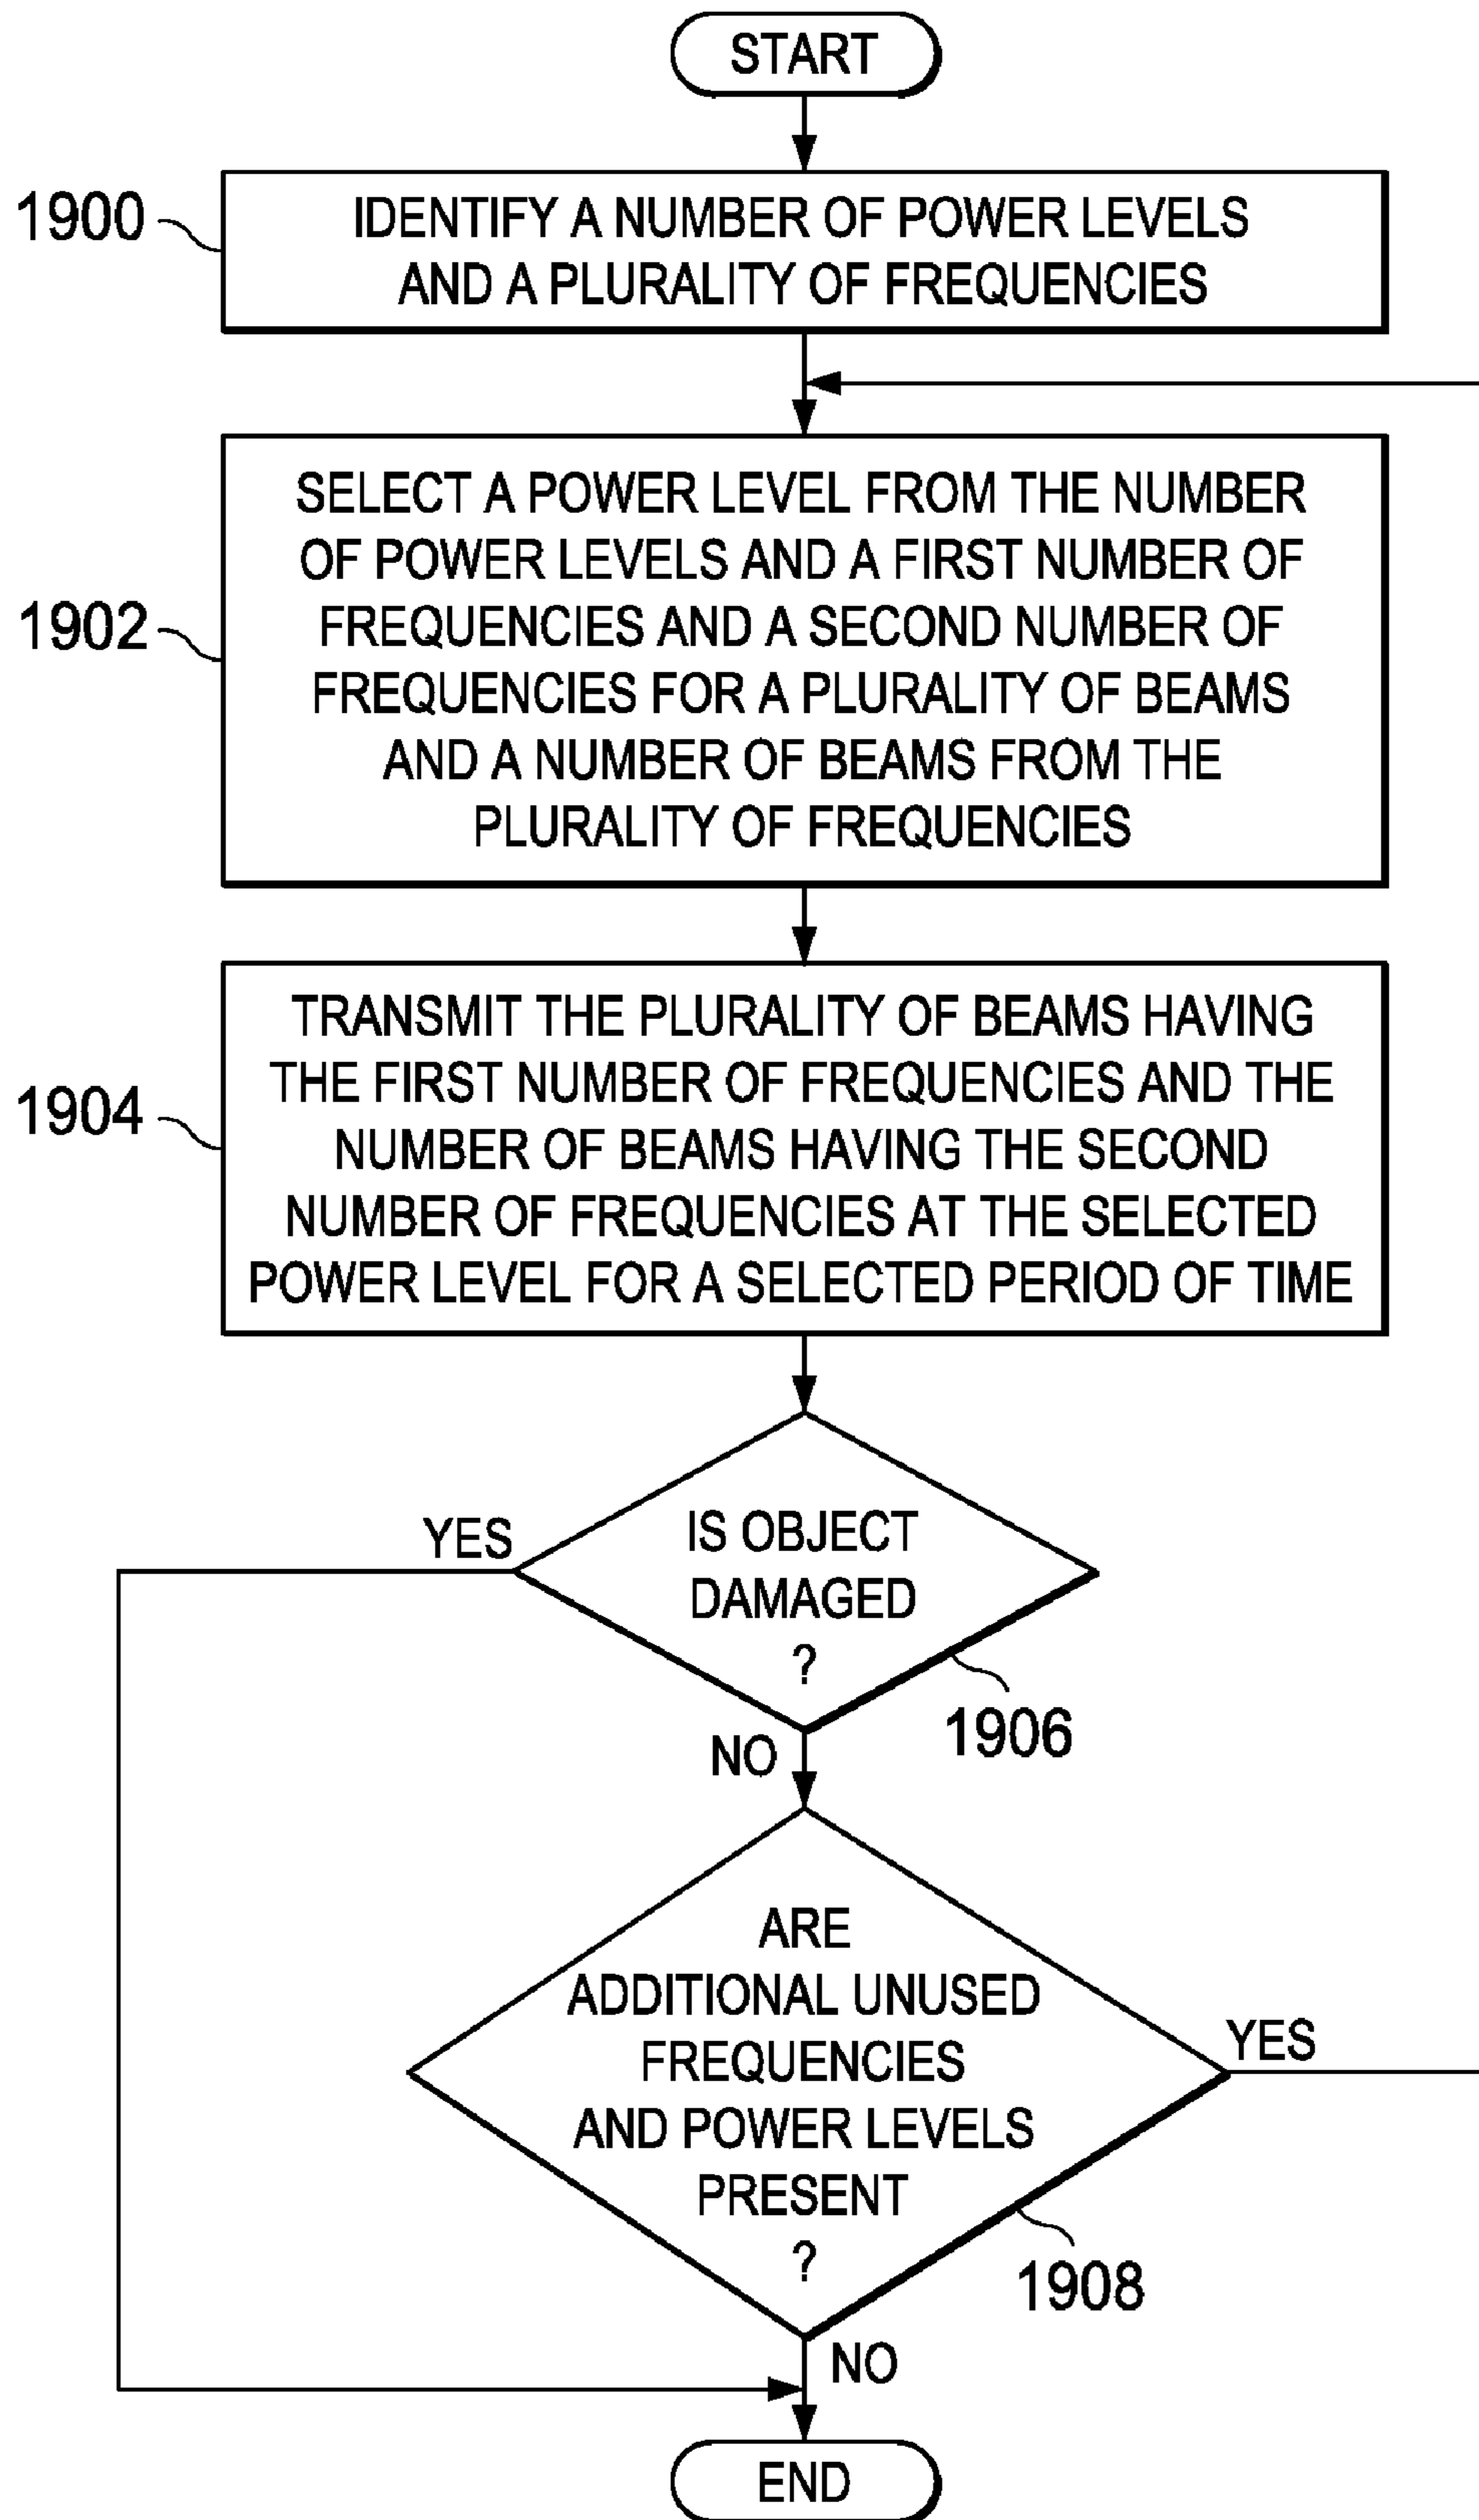 START
1900
IDENTIFY A NUMBER OF POWER LEVELS
AND A PLURALITY OF FREQUENCIES
1902
SELECT A POWER LEVEL FROM THE NUMBER
OF POWER LEVELS AND A FIRST NUMBER OF
FREQUENCIES AND A SECOND NUMBER OF
FREQUENCIES FOR A PLURALITY OF BEAMS
AND A NUMBER OF BEAMS FROM THE
PLURALITY OF FREQUENCIES
1904
TRANSMIT THE PLURALITY OF BEAMS HAVING
THE FIRST NUMBER OF FREQUENCIES AND THE
NUMBER OF BEAMS HAVING THE SECOND
NUMBER OF FREQUENCIES AT THE SELECTED
POWER LEVEL FOR A SELECTED PERIOD OF TIME
YES
IS OBJECT
DAMAGED
?
1906
NO
ARE
ADDITIONAL UNUSED
FREQUENCIES
AND POWER LEVELS
PRESENT
?
YES
1908
NO
END